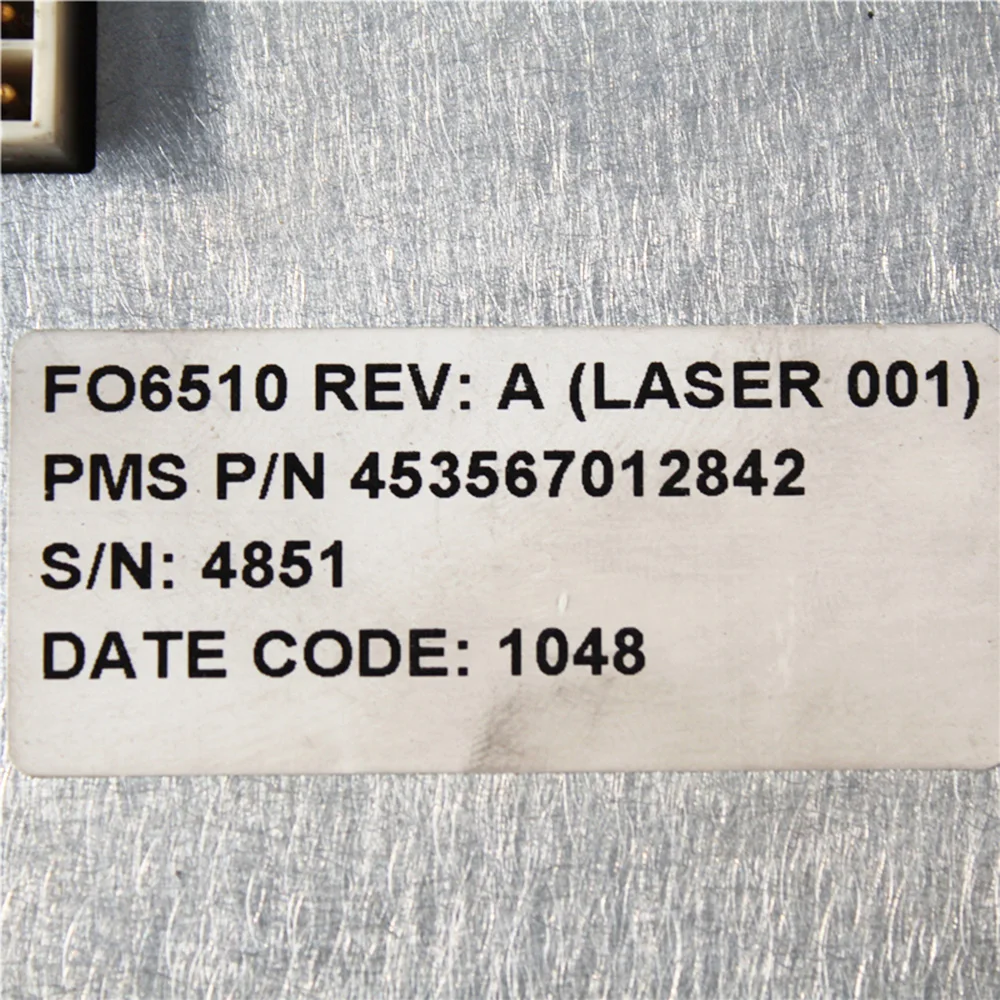 FO6510 REV: A (LASER 001)
PMS P/N 453567012842
S/N: 4851
DATE CODE: 1048